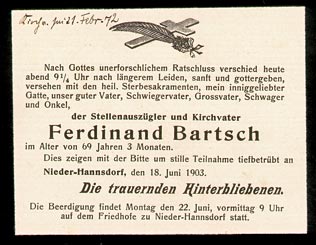 21. Febr. 72
Nach Gottes unerforschlichem Ratschluss verschied heute
abend 9¼ Uhr nach längerem Leiden, sanft und gottergeben,
versehen mit den heil. Sterbesakramenten, mein inniggeliebter
Gatte, unser guter Vater, Schwiegervater, Grossvater, Schwager
und Onkel,
der Stellenauszügler und Kirchvater
Ferdinand Bartsch
im Alter von 69 Jahren 3 Monaten.
Dies zeigen mit der Bitte um stille Teilnahme tiefbetrübt an
Nieder-Hannsdorf, den 18 Juni 1903.
Die trauernden Hinterbliebenen.
Die Beerdigung findet Montag den 22. Juni, vormittag 9 Uhr
auf dem Friedhofe zu Nieder-Hannsdorf statt.